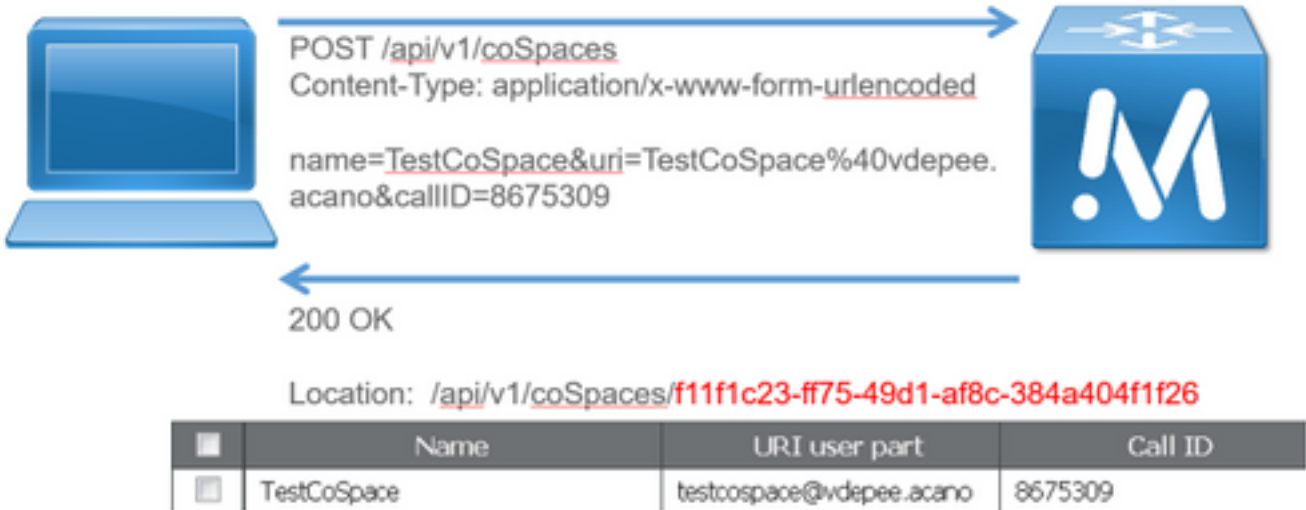 POST /api/v1/coSpaces
Content-Type: application/x-www-form-urlencoded
name=TestCoSpace&uri=TestCoSpace%40vdepee.
acano&callID=8675309
200 OK
Location: /api/v1/coSpaces/f11f1c23-ff75-49d1-af8c-384a404f1f26
Name URI user part Call ID
TestCoSpace testcospace@vdepee.acano 8675309